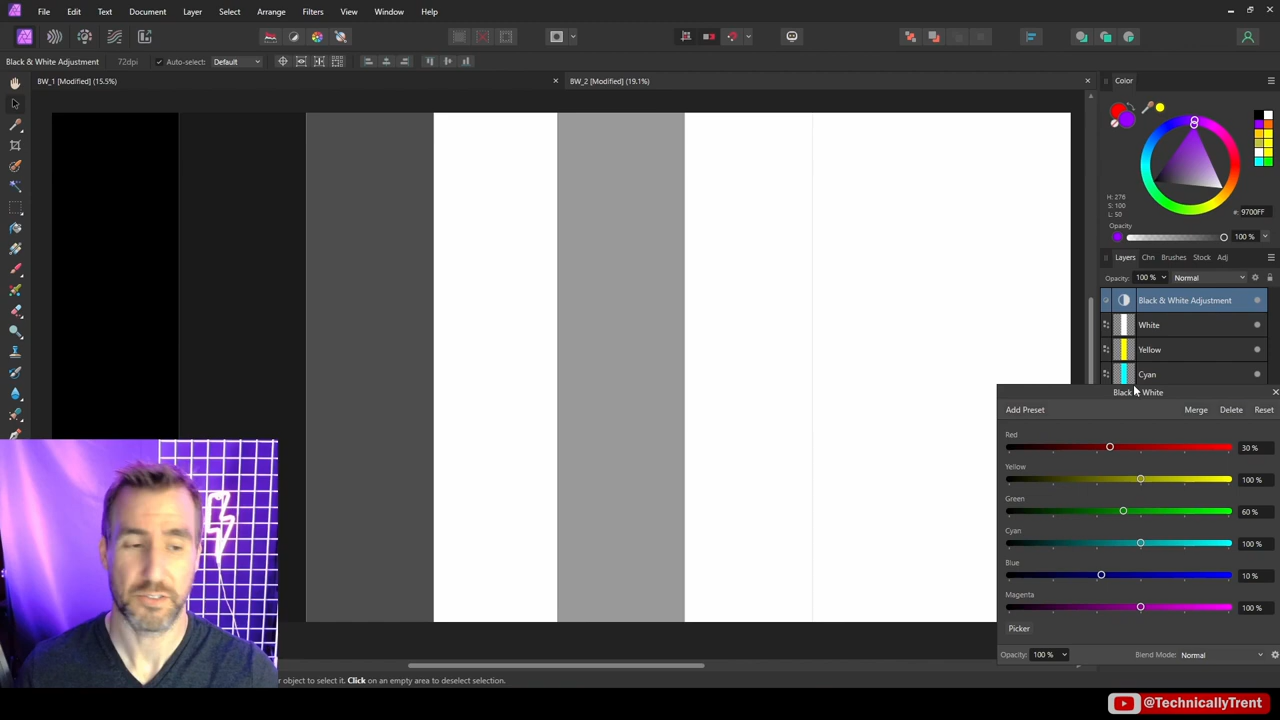 File Edit Text Document Layer Select Arrange Filters View Window Help
Black & White Adjustment 72dpi Auto-select: Default
BW_1 [Modified] (15.5%) BW_2 [Modified] (19.1%)
Color
H: 276
S: 100
L: 50
#: 9700FF
Opacity
100 %
Layers Chn Brushes Stock Adj
Opacity: 100 % Normal
Black & White Adjustment
White
Yellow
Cyan
Black White
Add Preset Merge Delete Reset
Red
30 %
Yellow
100 %
Green
60 %
Cyan
100 %
Blue
10 %
Magenta
100 %
Picker
Opacity: 100 % Blend Mode: Normal
object to select it. Click on an empty area to deselect selection.
@TechnicallyTrent